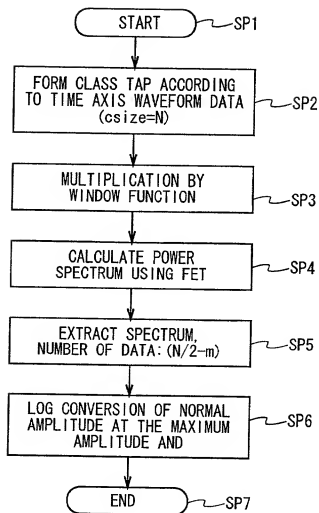 START
SP1
FORM CLASS TAP ACCORDING
TO TIME AXIS WAVEFORM DATA
(csize=N)
SP2
MULTIPLICATION BY
WINDOW FUNCTION
SP3
CALCULATE POWER
SPECTRUM USING FET
SP4
EXTRACT SPECTRUM,
NUMBER OF DATA:(N/2-m)
SP5
LOG CONVERSION OF NORMAL
AMPLITUDE AT THE MAXIMUM
AMPLITUDE AND
SP6
END
SP7